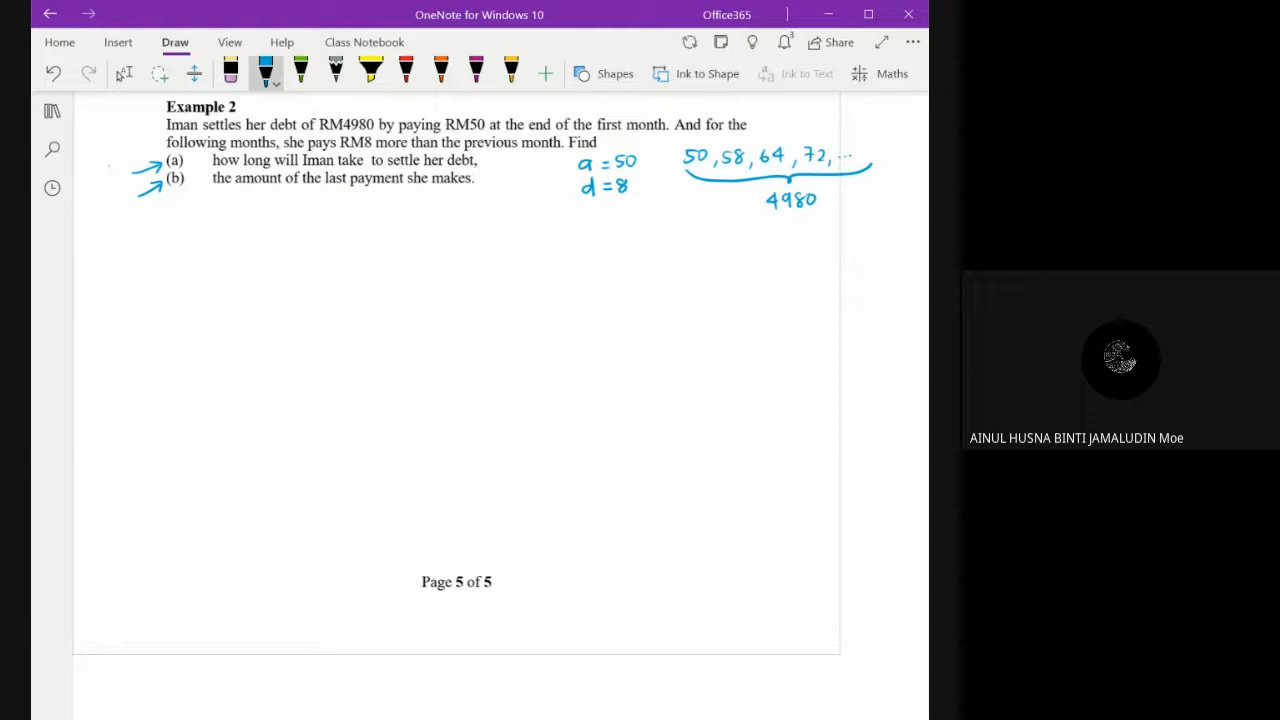 OneNote for Windows 10
Office365
Home Insert Draw View Help Class Notebook
3
Share
Shapes Ink to Shape Ink to Text Maths
Example 2
Iman settles her debt of RM4980 by paying RM50 at the end of the first month. And for the
following months, she pays RM8 more than the previous month. Find
(a) how long will Iman take to settle her debt,
(b) the amount of the last payment she makes.
a = 50
d = 8
50, 58, 64, 72, ...
4980
Page 5 of 5
AINUL HUSNA BINTI JAMALUDIN Moe